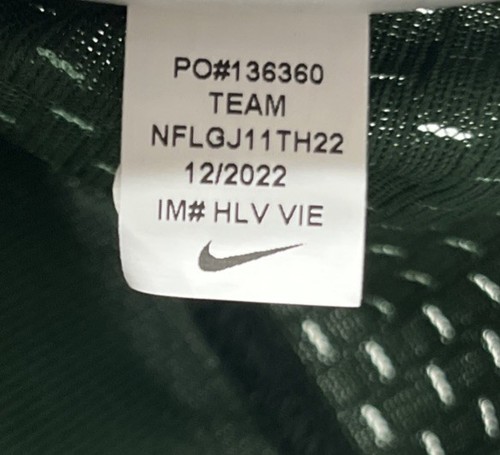 PO#136360
TEAM
NFLGJ11TH22
12/2022
IM# HLV VIE